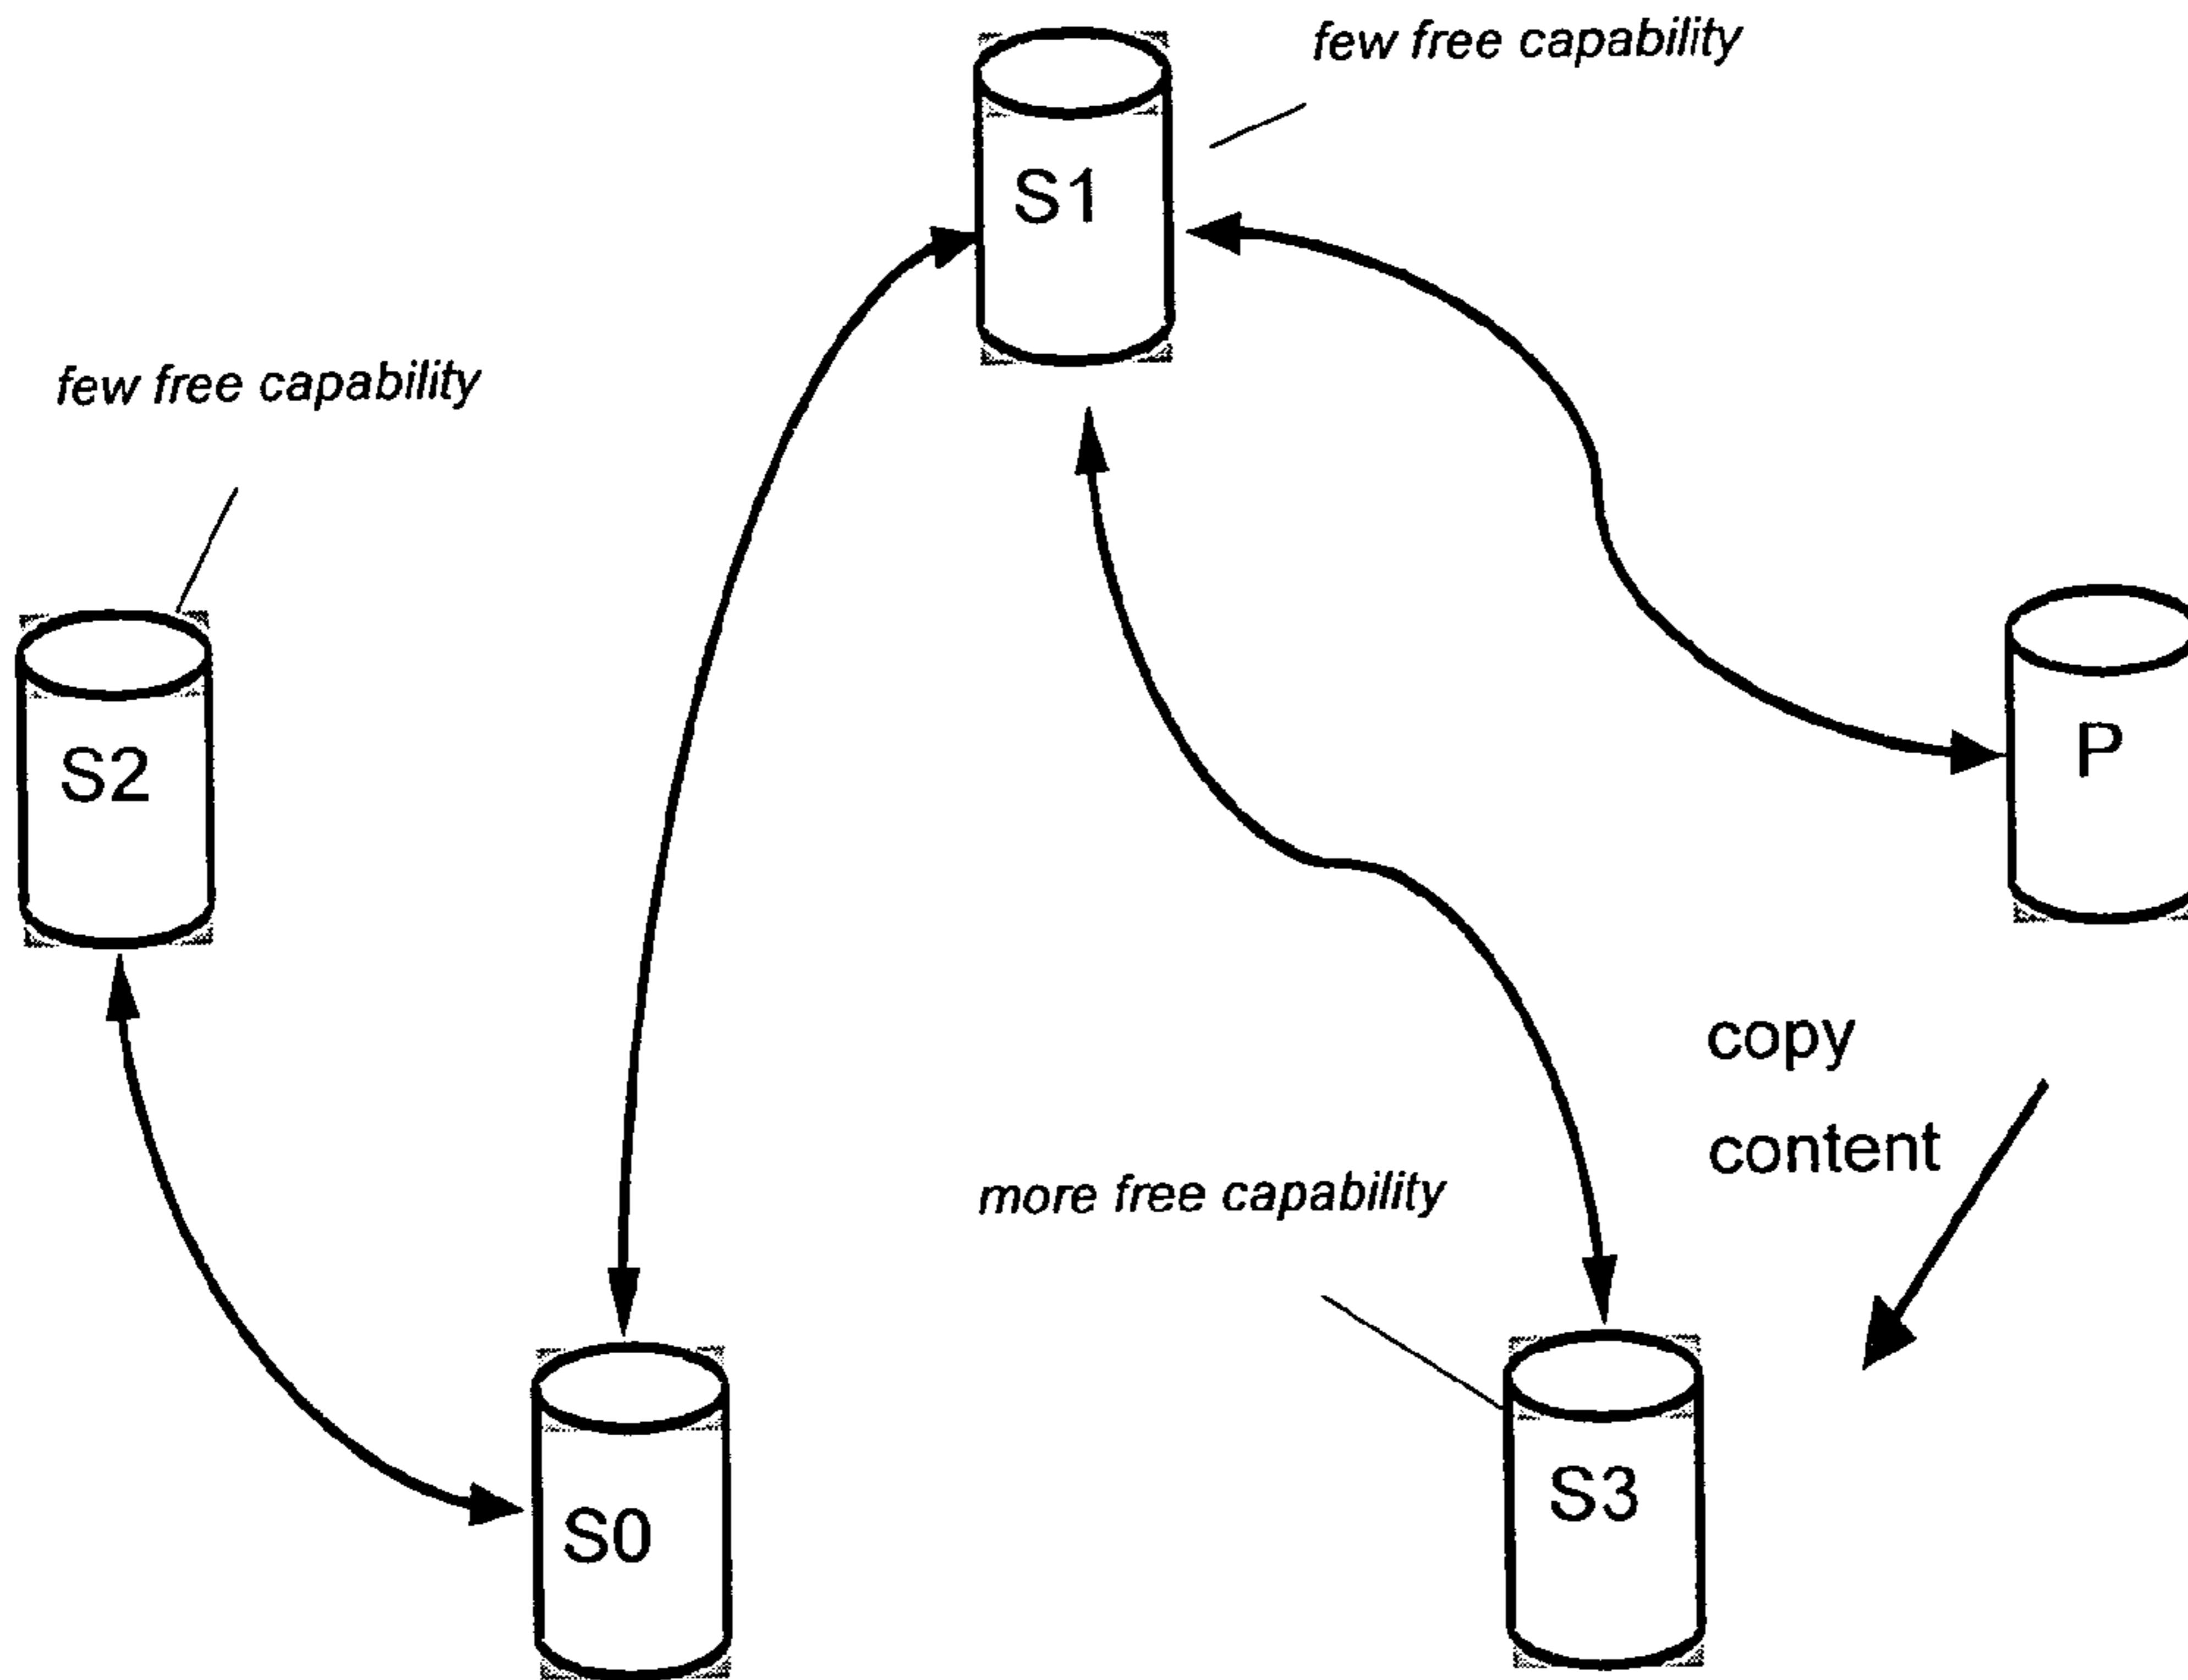 few free capability
S1
few free capability
S2
P
copy
content
more free capability
S3
S0